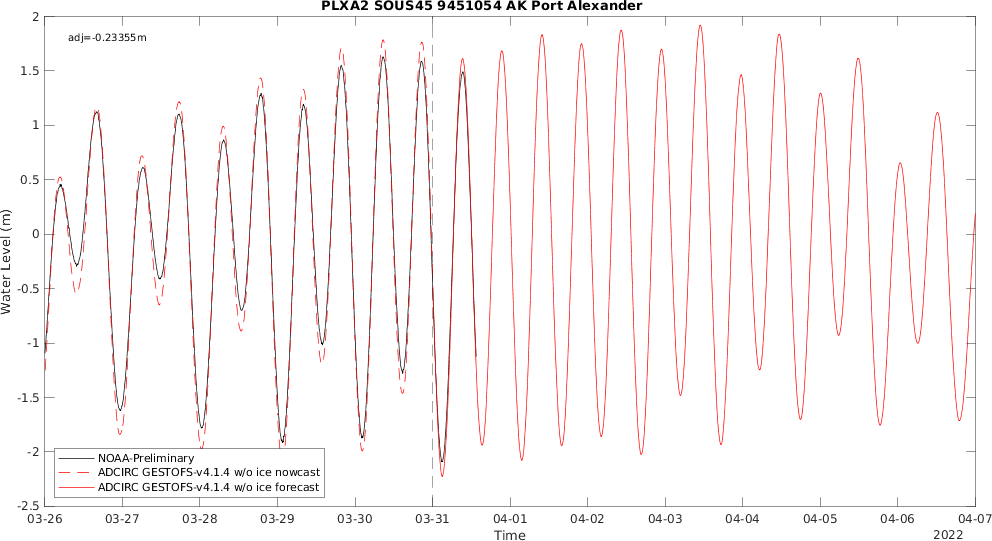 PLXA2 SOUS45 9451054 AK Port Alexander
adj=-0.23355m
Water Level (m)
2
1.5
1
0.5
0
-0.5
-1
-1.5
-2
-2.5
NOAA-Preliminary
ADCIRC GESTOFS-v4.1.4 w/o ice nowcast
ADCIRC GESTOFS-v4.1.4 w/o ice forecast
03-26 03-27 03-28 03-29 03-30 03-31 04-01 04-02 04-03 04-04 04-05 04-06 04-07
Time
2022